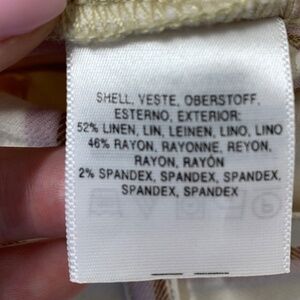 SHELL, VESTE, OBERSTOFF,
ESTERNO, EXTERIOR:
52% LINEN, LIN, LEINEN, LINO, LINO
46% RAYON, RAYONNE, REYON,
RAYON, RAYÓN
2% SPANDEX, SPANDEX, SPANDEX,
SPANDEX, SPANDEX